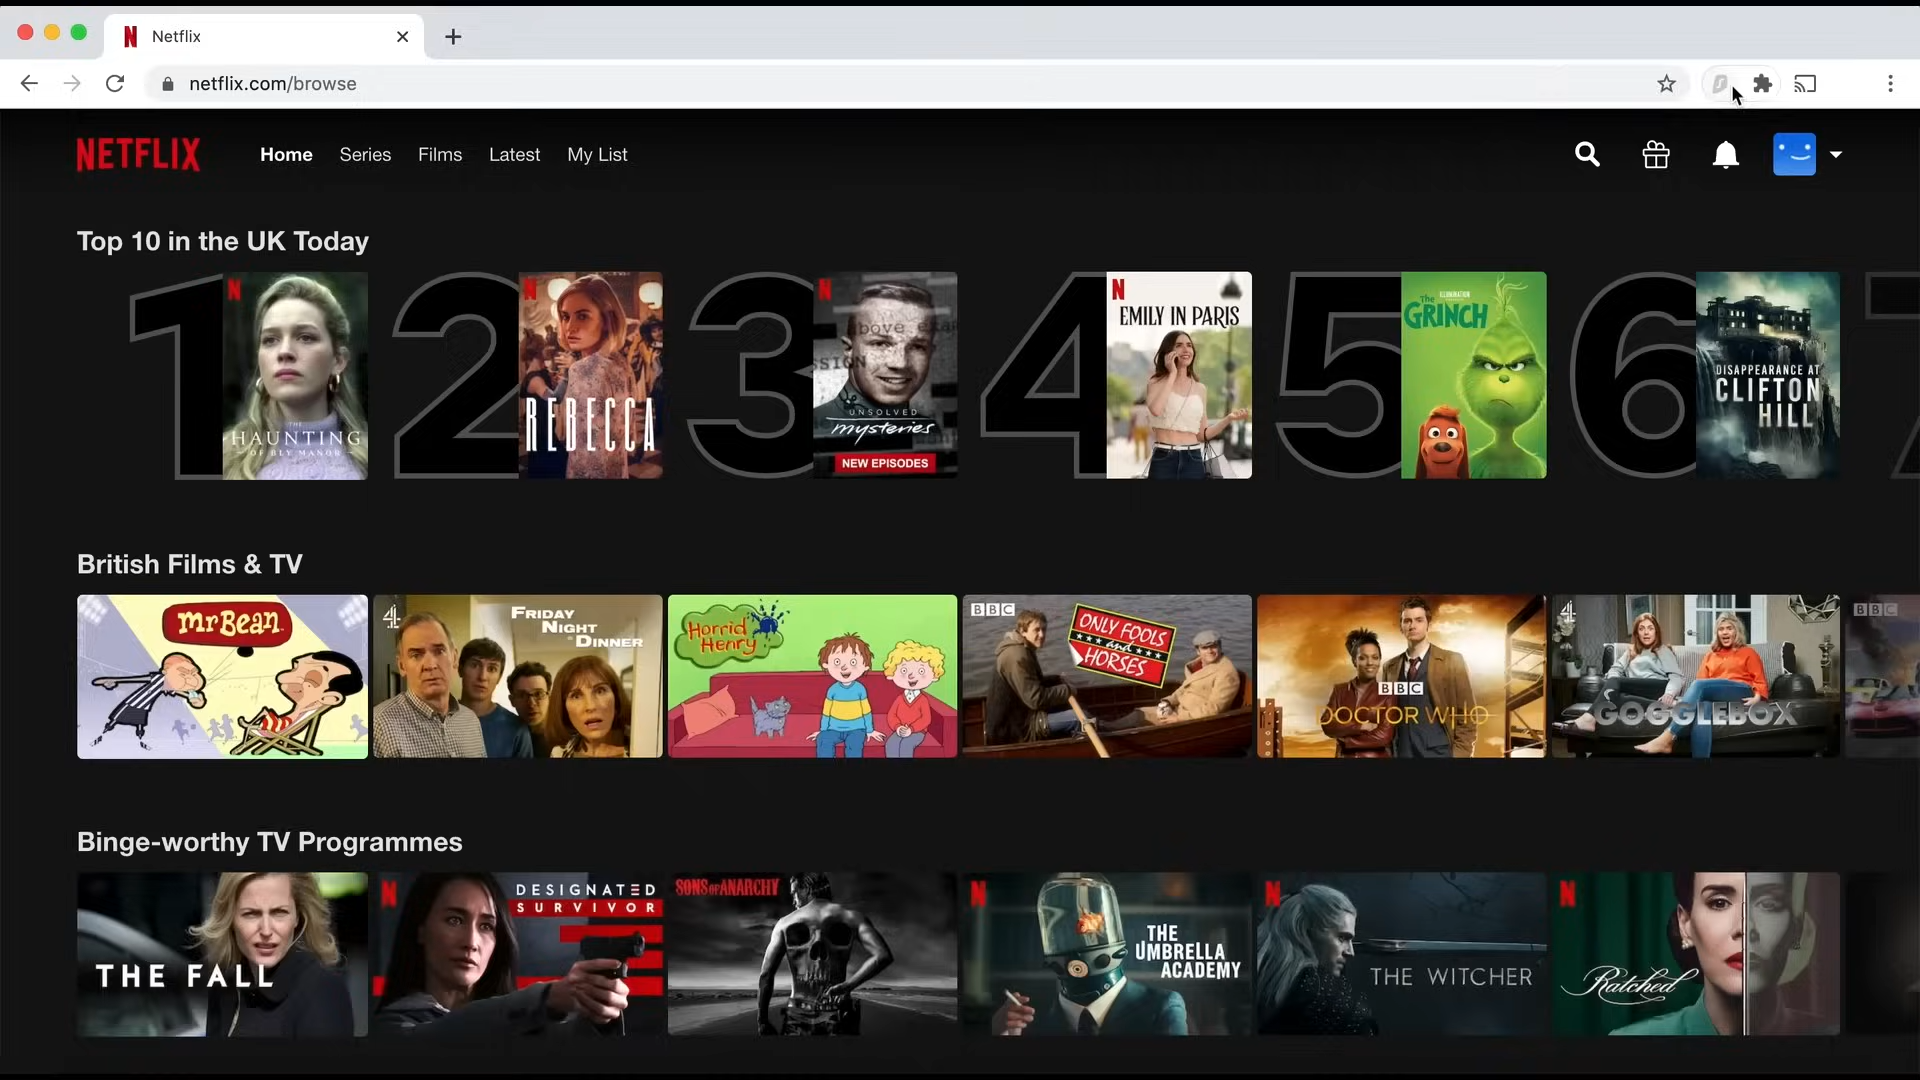 Netflix
netflix.com/browse
NETFLIX
Home
Series
Films
Latest
My List
Top 10 in the UK Today
1
N
THE
HAUNTING
OF BLY MANOR
2
N
REBECCA
3
N
above exa
SSION
UNSOLVED
mysteries
NEW EPISODES
4
N
EMILY IN PARIS
5
ILLUMINATION
The
GRINCH
6
DISAPPEARANCE AT
CLIFTON
HILL
British Films & TV
mr Bean
4
FRIDAY
NIGHT
DINNER
Horrid
Henry
BBC
ONLY FOOLS
and
HORSES
BBC
DOCTOR WHO
4
GOGGLEBOX
BBC
Binge-worthy TV Programmes
THE FALL
N
DESIGNATED
SURVIVOR
SONS OF ANARCHY
N
THE
UMBRELLA
ACADEMY
N
THE WITCHER
N
Ratched